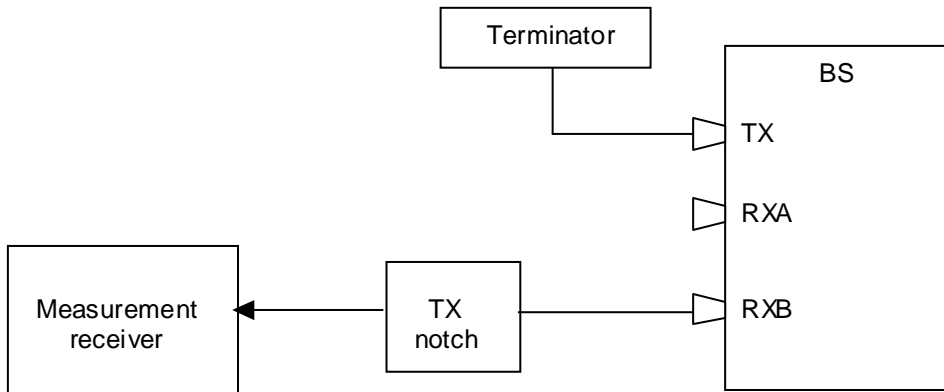 Terminator
BS
TX
RXA
RXB
Measurement
receiver
TX
notch